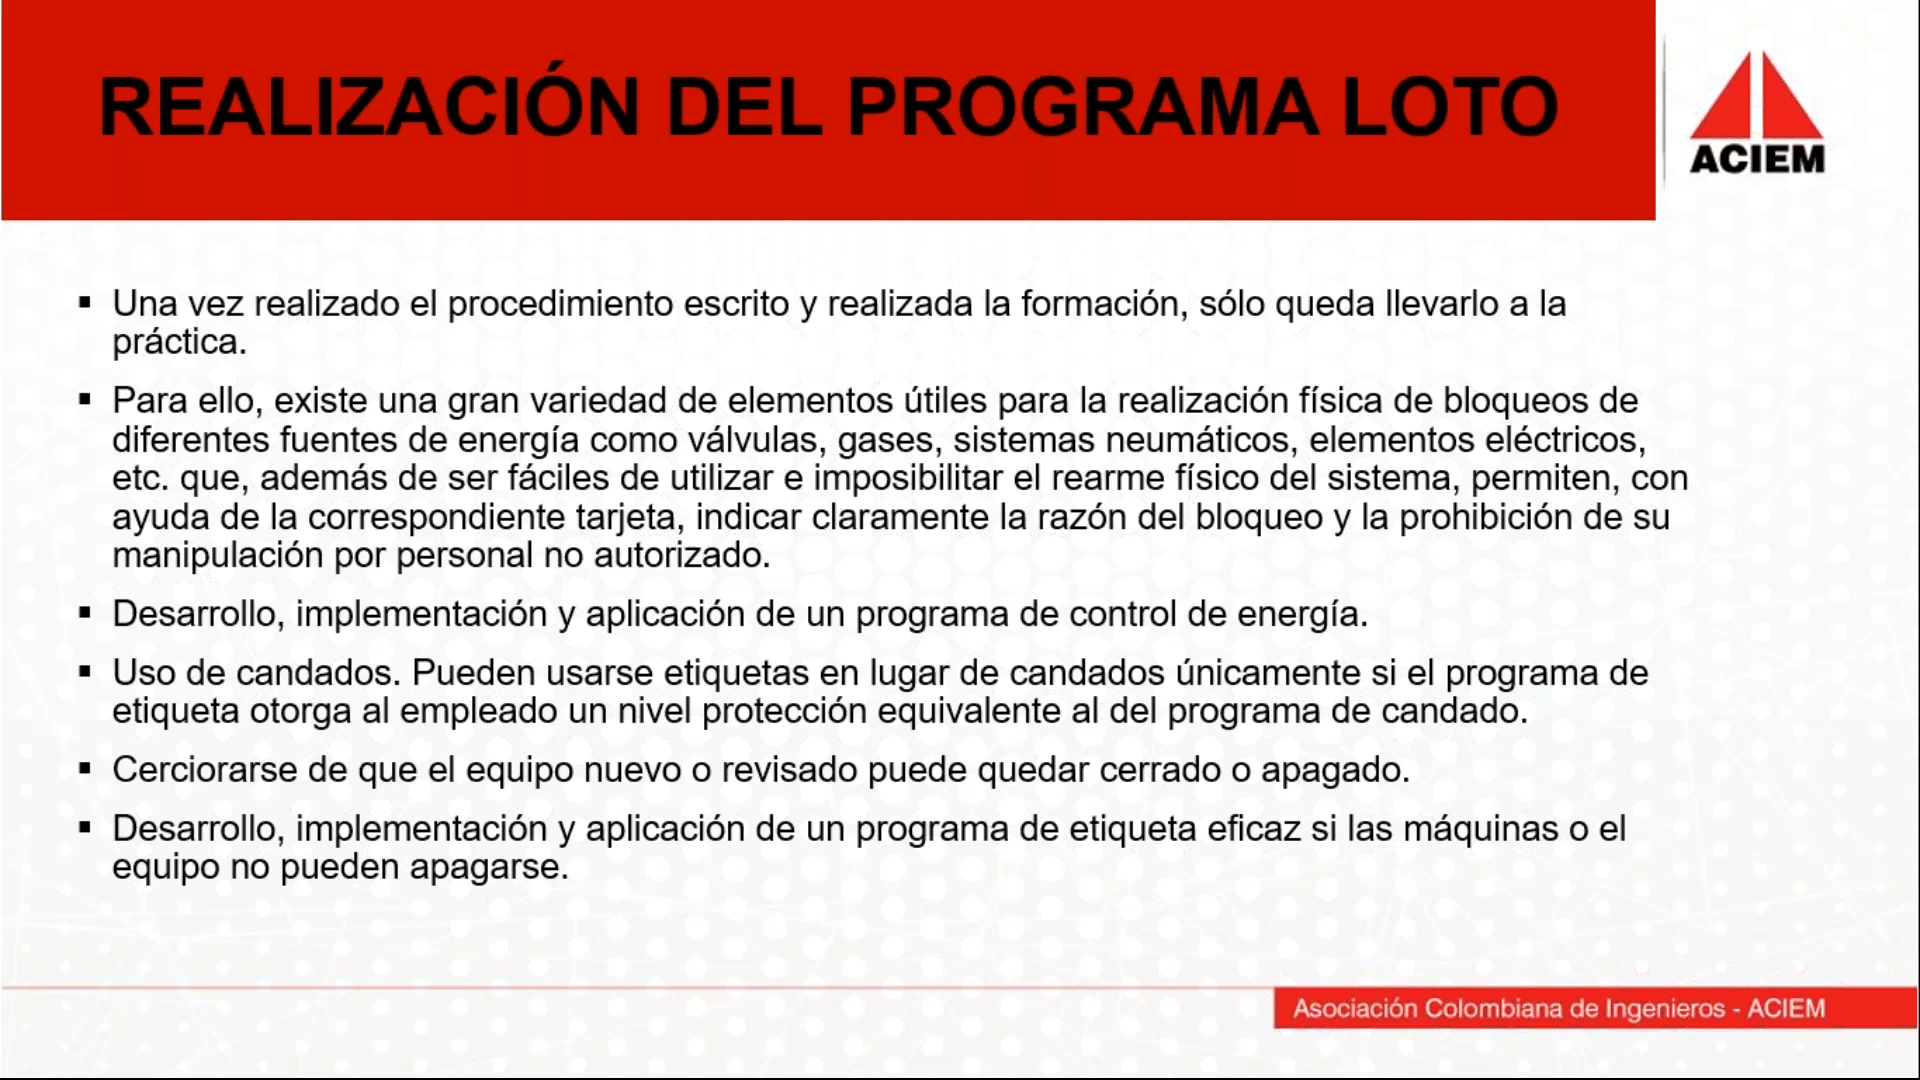 REALIZACIÓN DEL PROGRAMA LOTO
ACIEM
▪ Una vez realizado el procedimiento escrito y realizada la formación, sólo queda llevarlo a la
práctica.
▪ Para ello, existe una gran variedad de elementos útiles para la realización física de bloqueos de
diferentes fuentes de energía como válvulas, gases, sistemas neumáticos, elementos eléctricos,
etc. que, además de ser fáciles de utilizar e imposibilitar el rearme físico del sistema, permiten, con
ayuda de la correspondiente tarjeta, indicar claramente la razón del bloqueo y la prohibición de su
manipulación por personal no autorizado.
▪ Desarrollo, implementación y aplicación de un programa de control de energía.
▪ Uso de candados. Pueden usarse etiquetas en lugar de candados únicamente si el programa de
etiqueta otorga al empleado un nivel protección equivalente al del programa de candado.
▪ Cerciorarse de que el equipo nuevo o revisado puede quedar cerrado o apagado.
▪ Desarrollo, implementación y aplicación de un programa de etiqueta eficaz si las máquinas o el
equipo no pueden apagarse.
Asociación Colombiana de Ingenieros - ACIEM